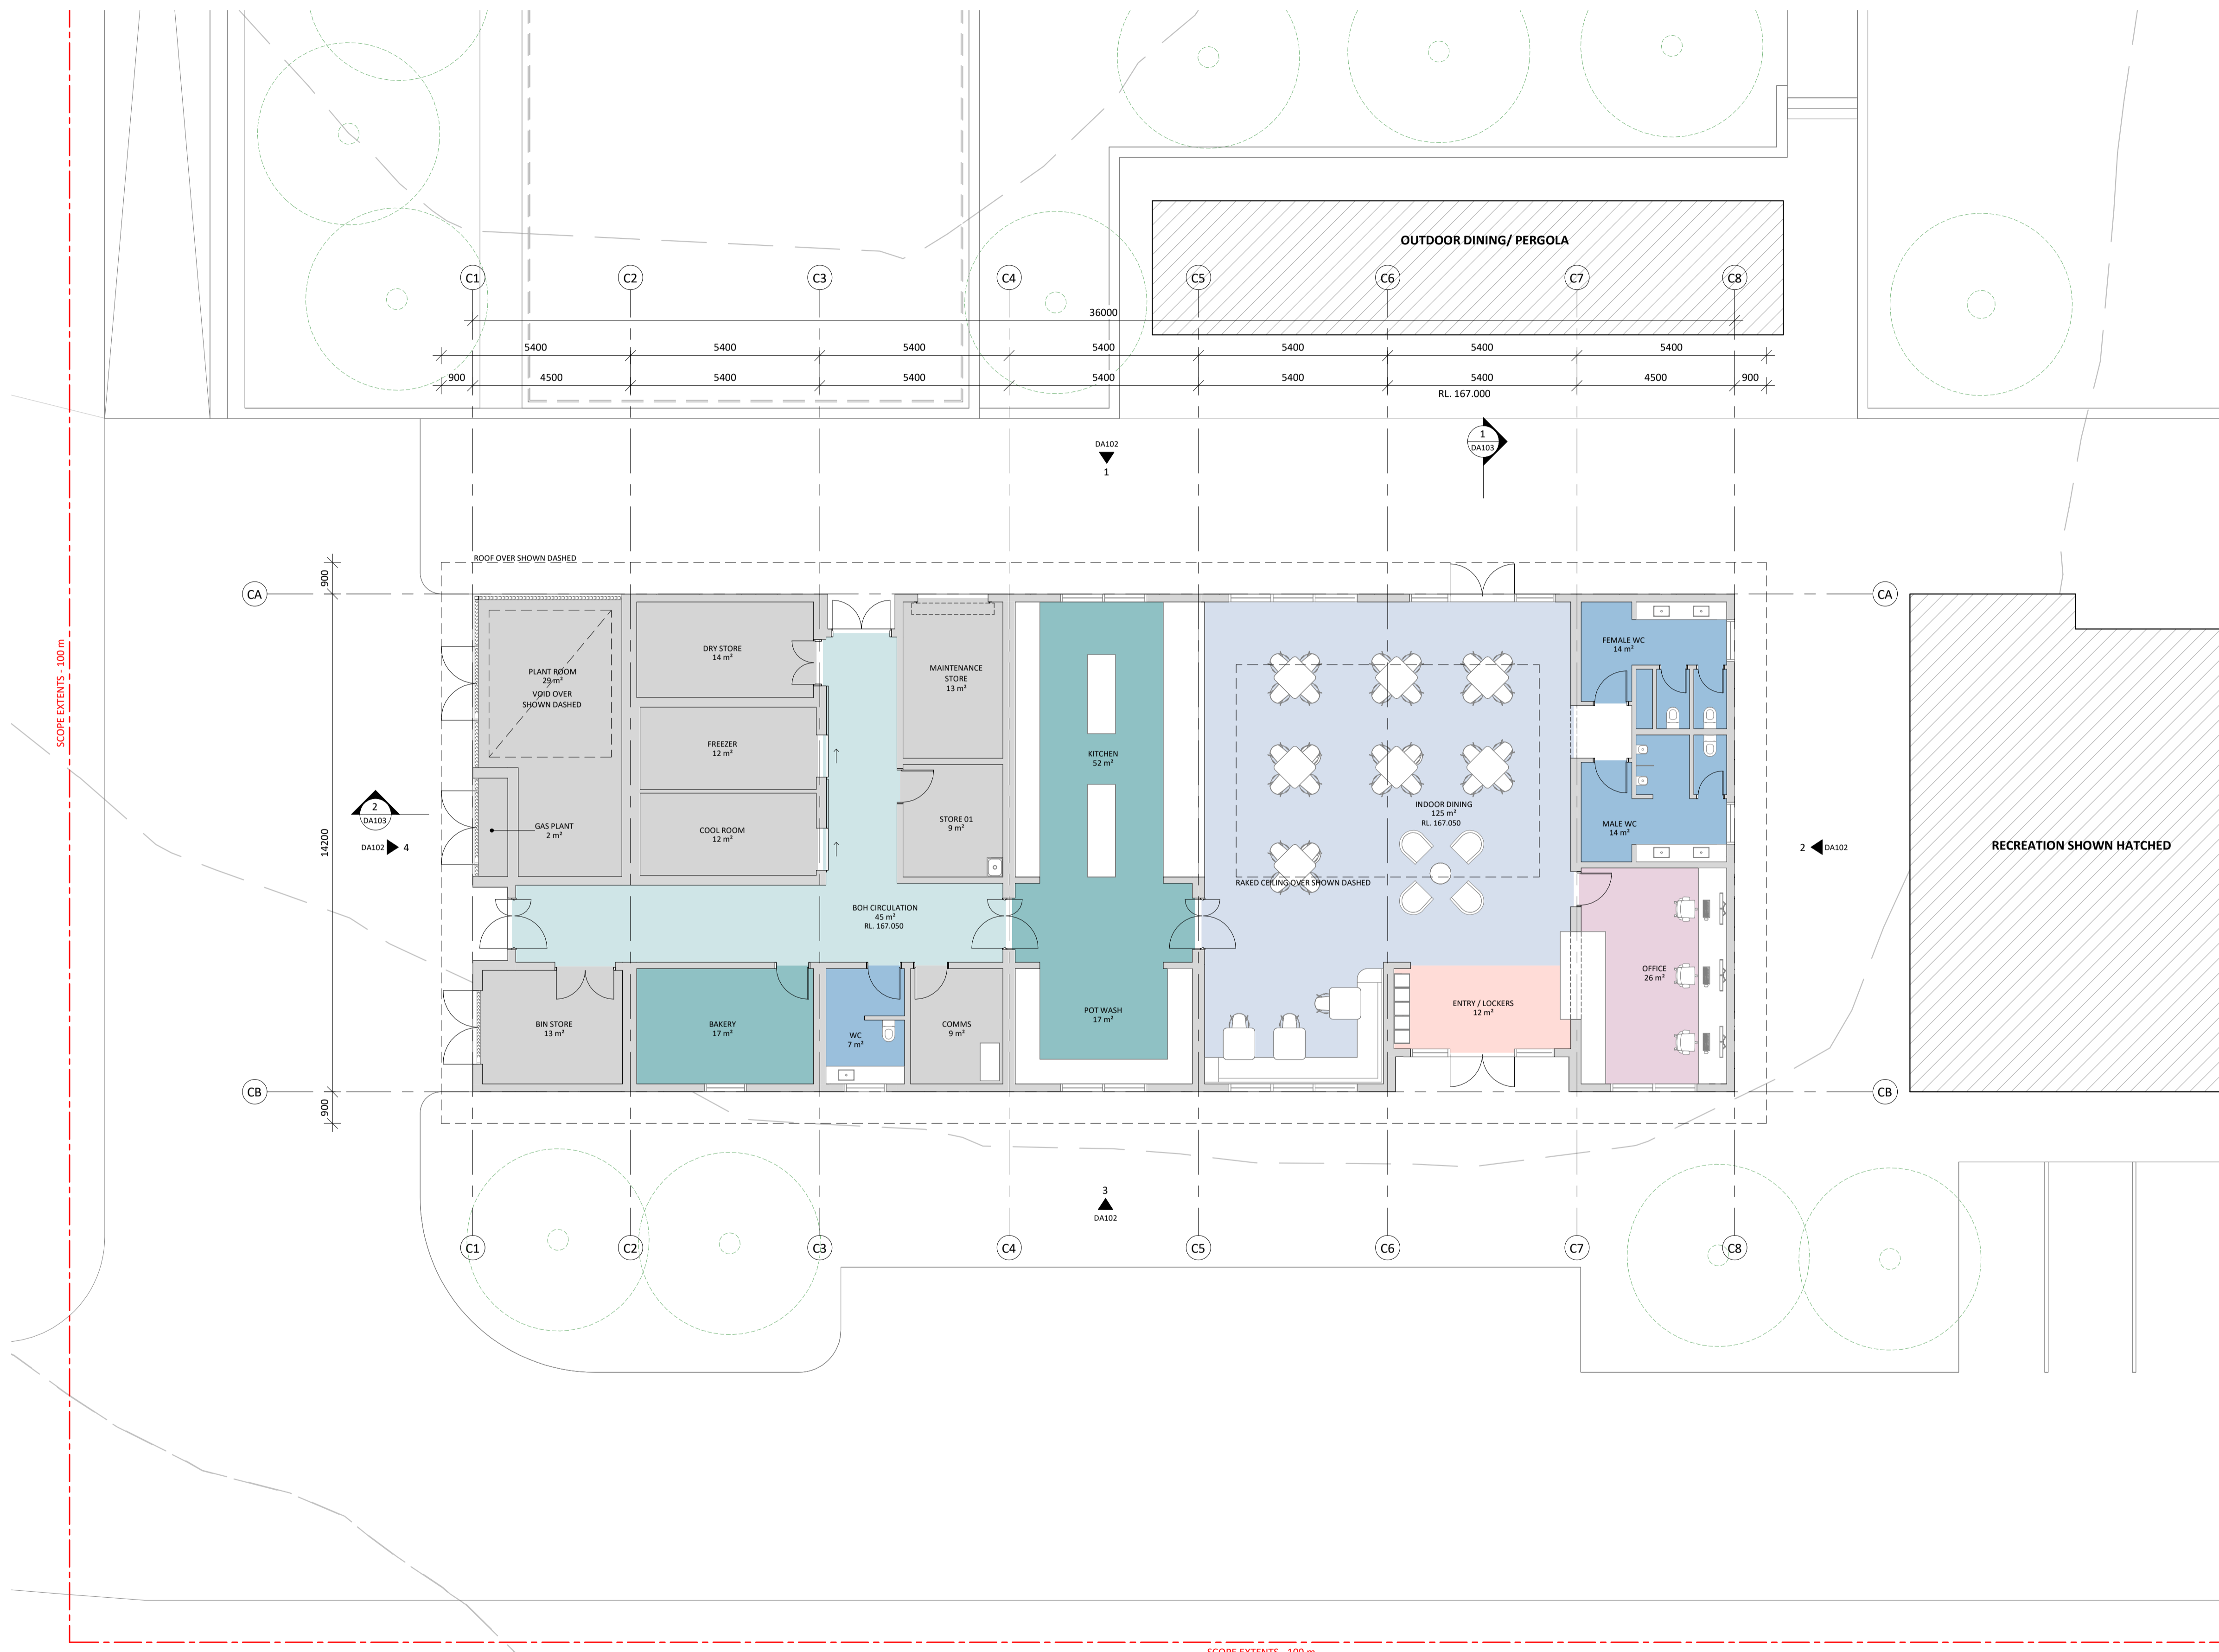 OUTDOOR DINING/ PERGOLA
C1 C2 C3 C4 C5 C6 C7 C8
36000
5400 5400 5400 5400 5400 5400 5400
900 4500 5400 5400 5400 5400 5400 4500 900
RL. 167.000
DA102
1
1
DA103
ROOF OVER SHOWN DASHED
900
CA
CA
SCOPE EXTENTS - 100 m
14200
PLANT ROOM
29 m²
VOID OVER
SHOWN DASHED
DRY STORE
14 m²
MAINTENANCE
STORE
13 m²
FEMALE WC
14 m²
FREEZER
12 m²
KITCHEN
52 m²
2
DA103
DA102 4
GAS PLANT
2 m²
COOL ROOM
12 m²
STORE 01
9 m²
INDOOR DINING
125 m²
RL. 167.050
MALE WC
14 m²
2 DA102
RECREATION SHOWN HATCHED
RAKED CEILING OVER SHOWN DASHED
BOH CIRCULATION
45 m²
RL. 167.050
OFFICE
26 m²
ENTRY / LOCKERS
12 m²
BIN STORE
13 m²
BAKERY
17 m²
WC
7 m²
COMMS
9 m²
POT WASH
17 m²
CB
CB
900
3
DA102
C1 C2 C3 C4 C5 C6 C7 C8
SCOPE EXTENTS - 100 m